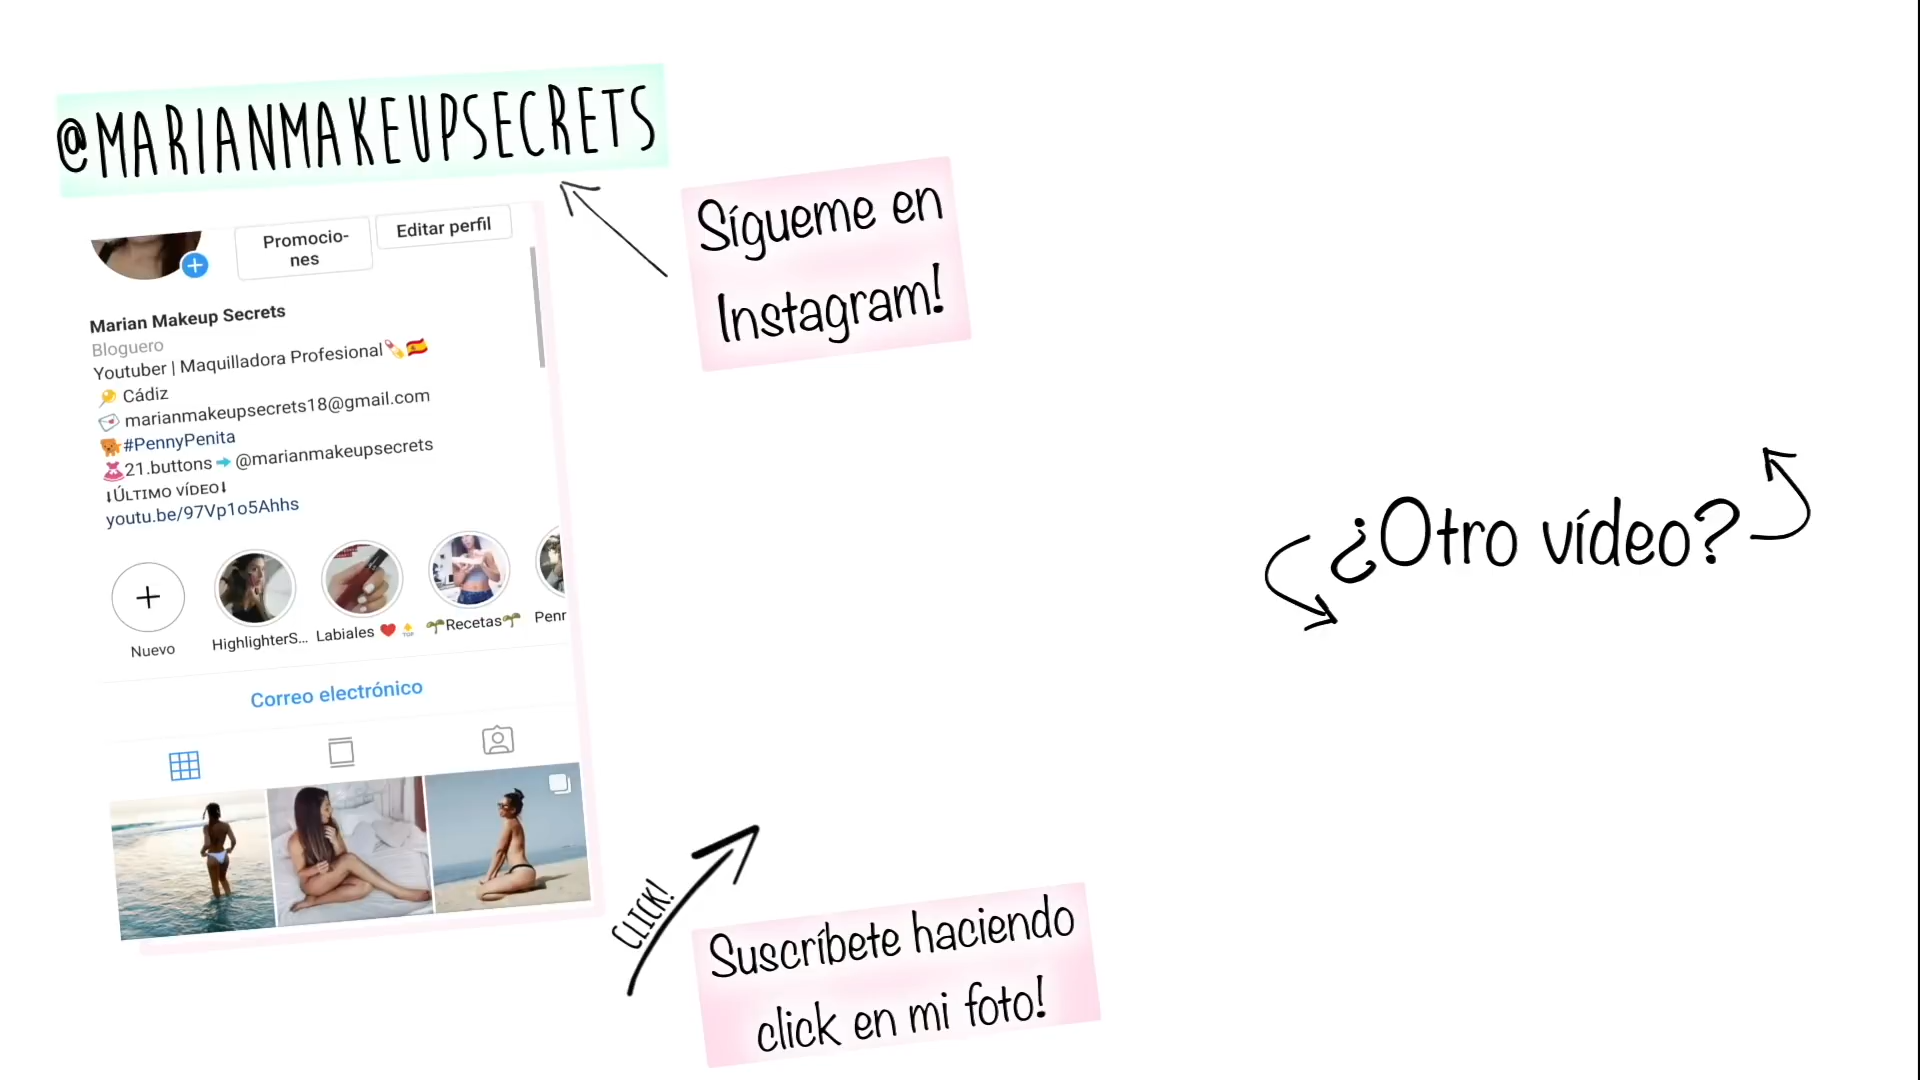 @MARIANMAKEUPSECRETS
Sígueme en
Instagram!
Promocio-
nes
Editar perfil
Marian Makeup Secrets
Bloguero
Youtuber | Maquilladora Profesional💄🇪🇸
📍 Cádiz
💌 marianmakeupsecrets18@gmail.com
🐩#PennyPenita
👗21.buttons➡@marianmakeupsecrets
⬇ÚLTIMO VÍDEO⬇
youtu.be/97Vp1o5Ahhs
Nuevo
HighlighterS...
Labiales ❤️🔝
🌱Recetas🌱
Penr
Correo electrónico
¿Otro vídeo?
CLICK!
Suscríbete haciendo
click en mi foto!